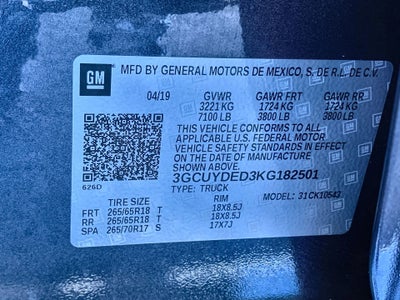 GM
MFD BY GENERAL MOTORS DE MEXICO, S. DE R.L. DE C.V.
04/19 GVWR GAWR FRT GAWR RR
3221 KG 1724 KG 1724 KG
7100 LB 3800 LB 3800 LB
THIS VEHICLE CONFORMS TO ALL
APPLICABLE U.S. FEDERAL MOTOR
VEHICLE SAFETY STANDARDS IN EFFECT ON
THE DATE OF MANUFACTURE SHOWN ABOVE.
626D 3GCUYDED3KG182501
TYPE: TRUCK MODEL: 31CK10543
TIRE SIZE RIM
FRT 265/65R18 T 18X8.5J
RR 265/65R18 T 18X8.5J
SPA 265/70R17 S 17X7J